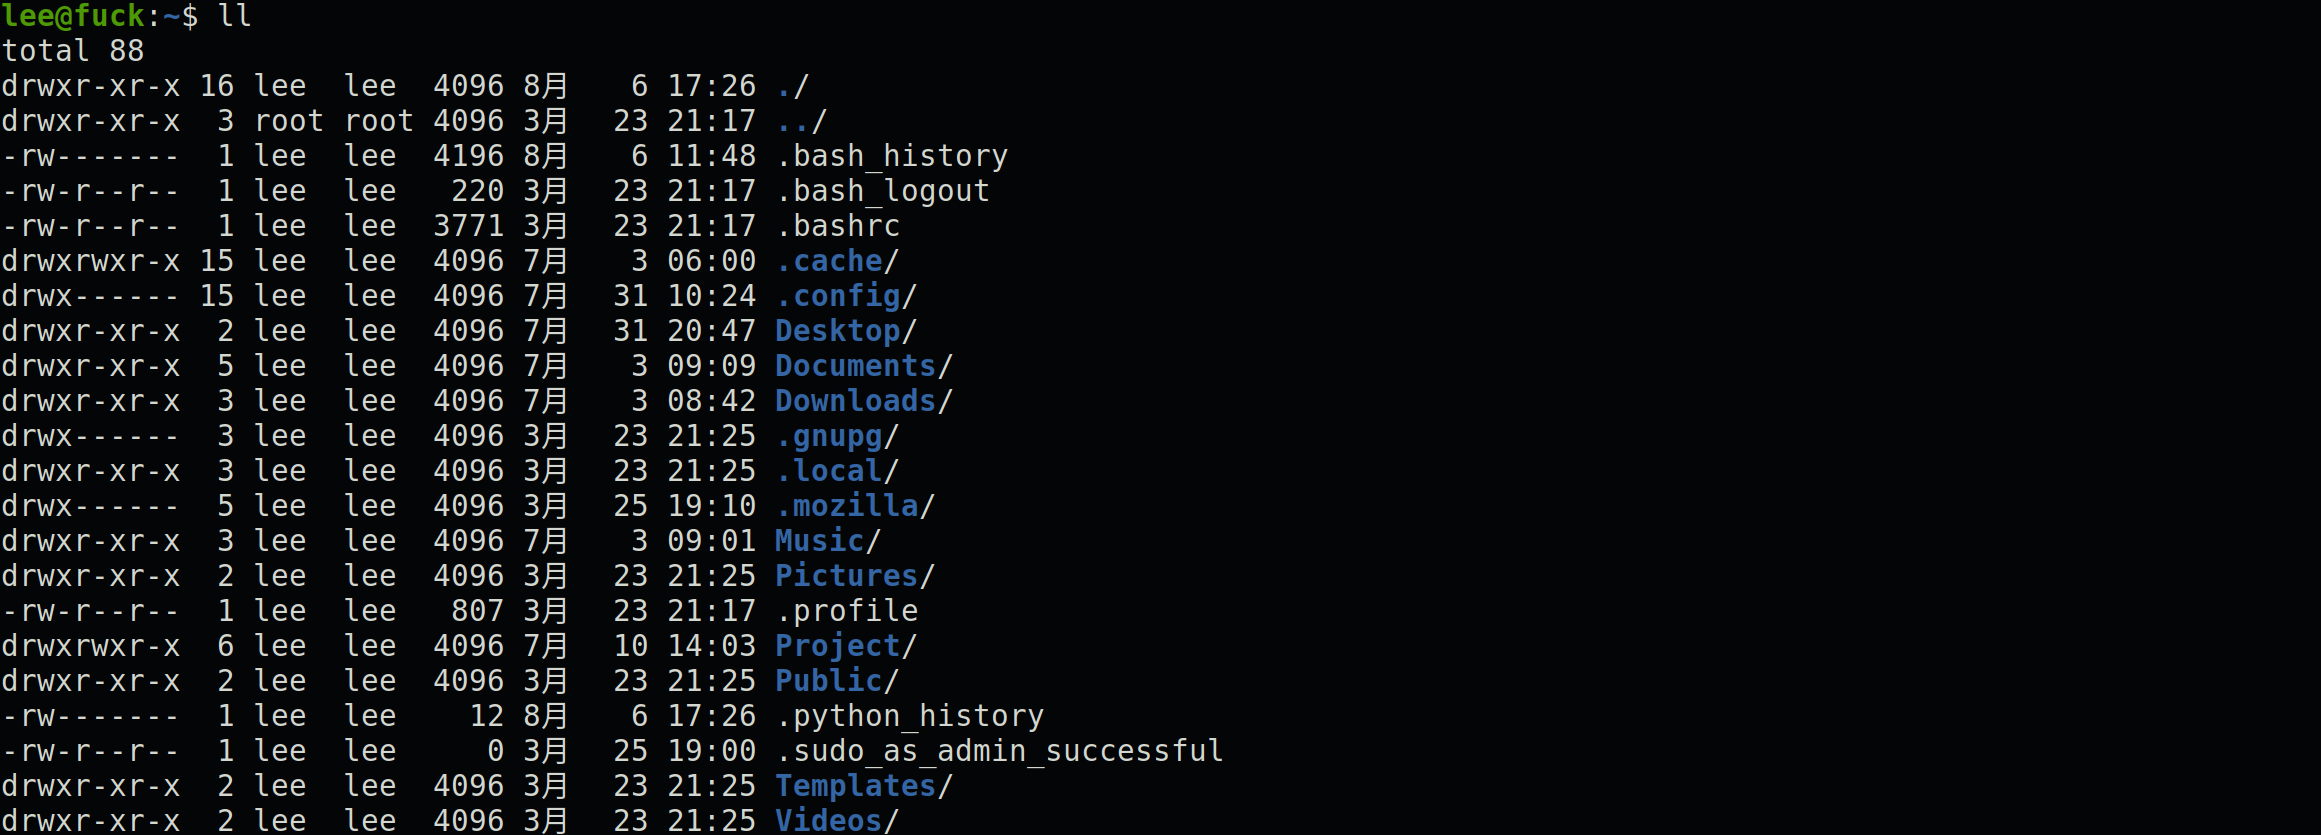 lee@fuck:~$ ll
total 88
drwxr-xr-x 16 lee  lee  4096 8月   6 17:26 ./
drwxr-xr-x  3 root root 4096 3月  23 21:17 ../
-rw-------  1 lee  lee  4196 8月   6 11:48 .bash_history
-rw-r--r--  1 lee  lee   220 3月  23 21:17 .bash_logout
-rw-r--r--  1 lee  lee  3771 3月  23 21:17 .bashrc
drwxrwxr-x 15 lee  lee  4096 7月   3 06:00 .cache/
drwx------ 15 lee  lee  4096 7月  31 10:24 .config/
drwxr-xr-x  2 lee  lee  4096 7月  31 20:47 Desktop/
drwxr-xr-x  5 lee  lee  4096 7月   3 09:09 Documents/
drwxr-xr-x  3 lee  lee  4096 7月   3 08:42 Downloads/
drwx------  3 lee  lee  4096 3月  23 21:25 .gnupg/
drwxr-xr-x  3 lee  lee  4096 3月  23 21:25 .local/
drwx------  5 lee  lee  4096 3月  25 19:10 .mozilla/
drwxr-xr-x  3 lee  lee  4096 7月   3 09:01 Music/
drwxr-xr-x  2 lee  lee  4096 3月  23 21:25 Pictures/
-rw-r--r--  1 lee  lee   807 3月  23 21:17 .profile
drwxrwxr-x  6 lee  lee  4096 7月  10 14:03 Project/
drwxr-xr-x  2 lee  lee  4096 3月  23 21:25 Public/
-rw-------  1 lee  lee    12 8月   6 17:26 .python_history
-rw-r--r--  1 lee  lee     0 3月  25 19:00 .sudo_as_admin_successful
drwxr-xr-x  2 lee  lee  4096 3月  23 21:25 Templates/
drwxr-xr-x  2 lee  lee  4096 3月  23 21:25 Videos/